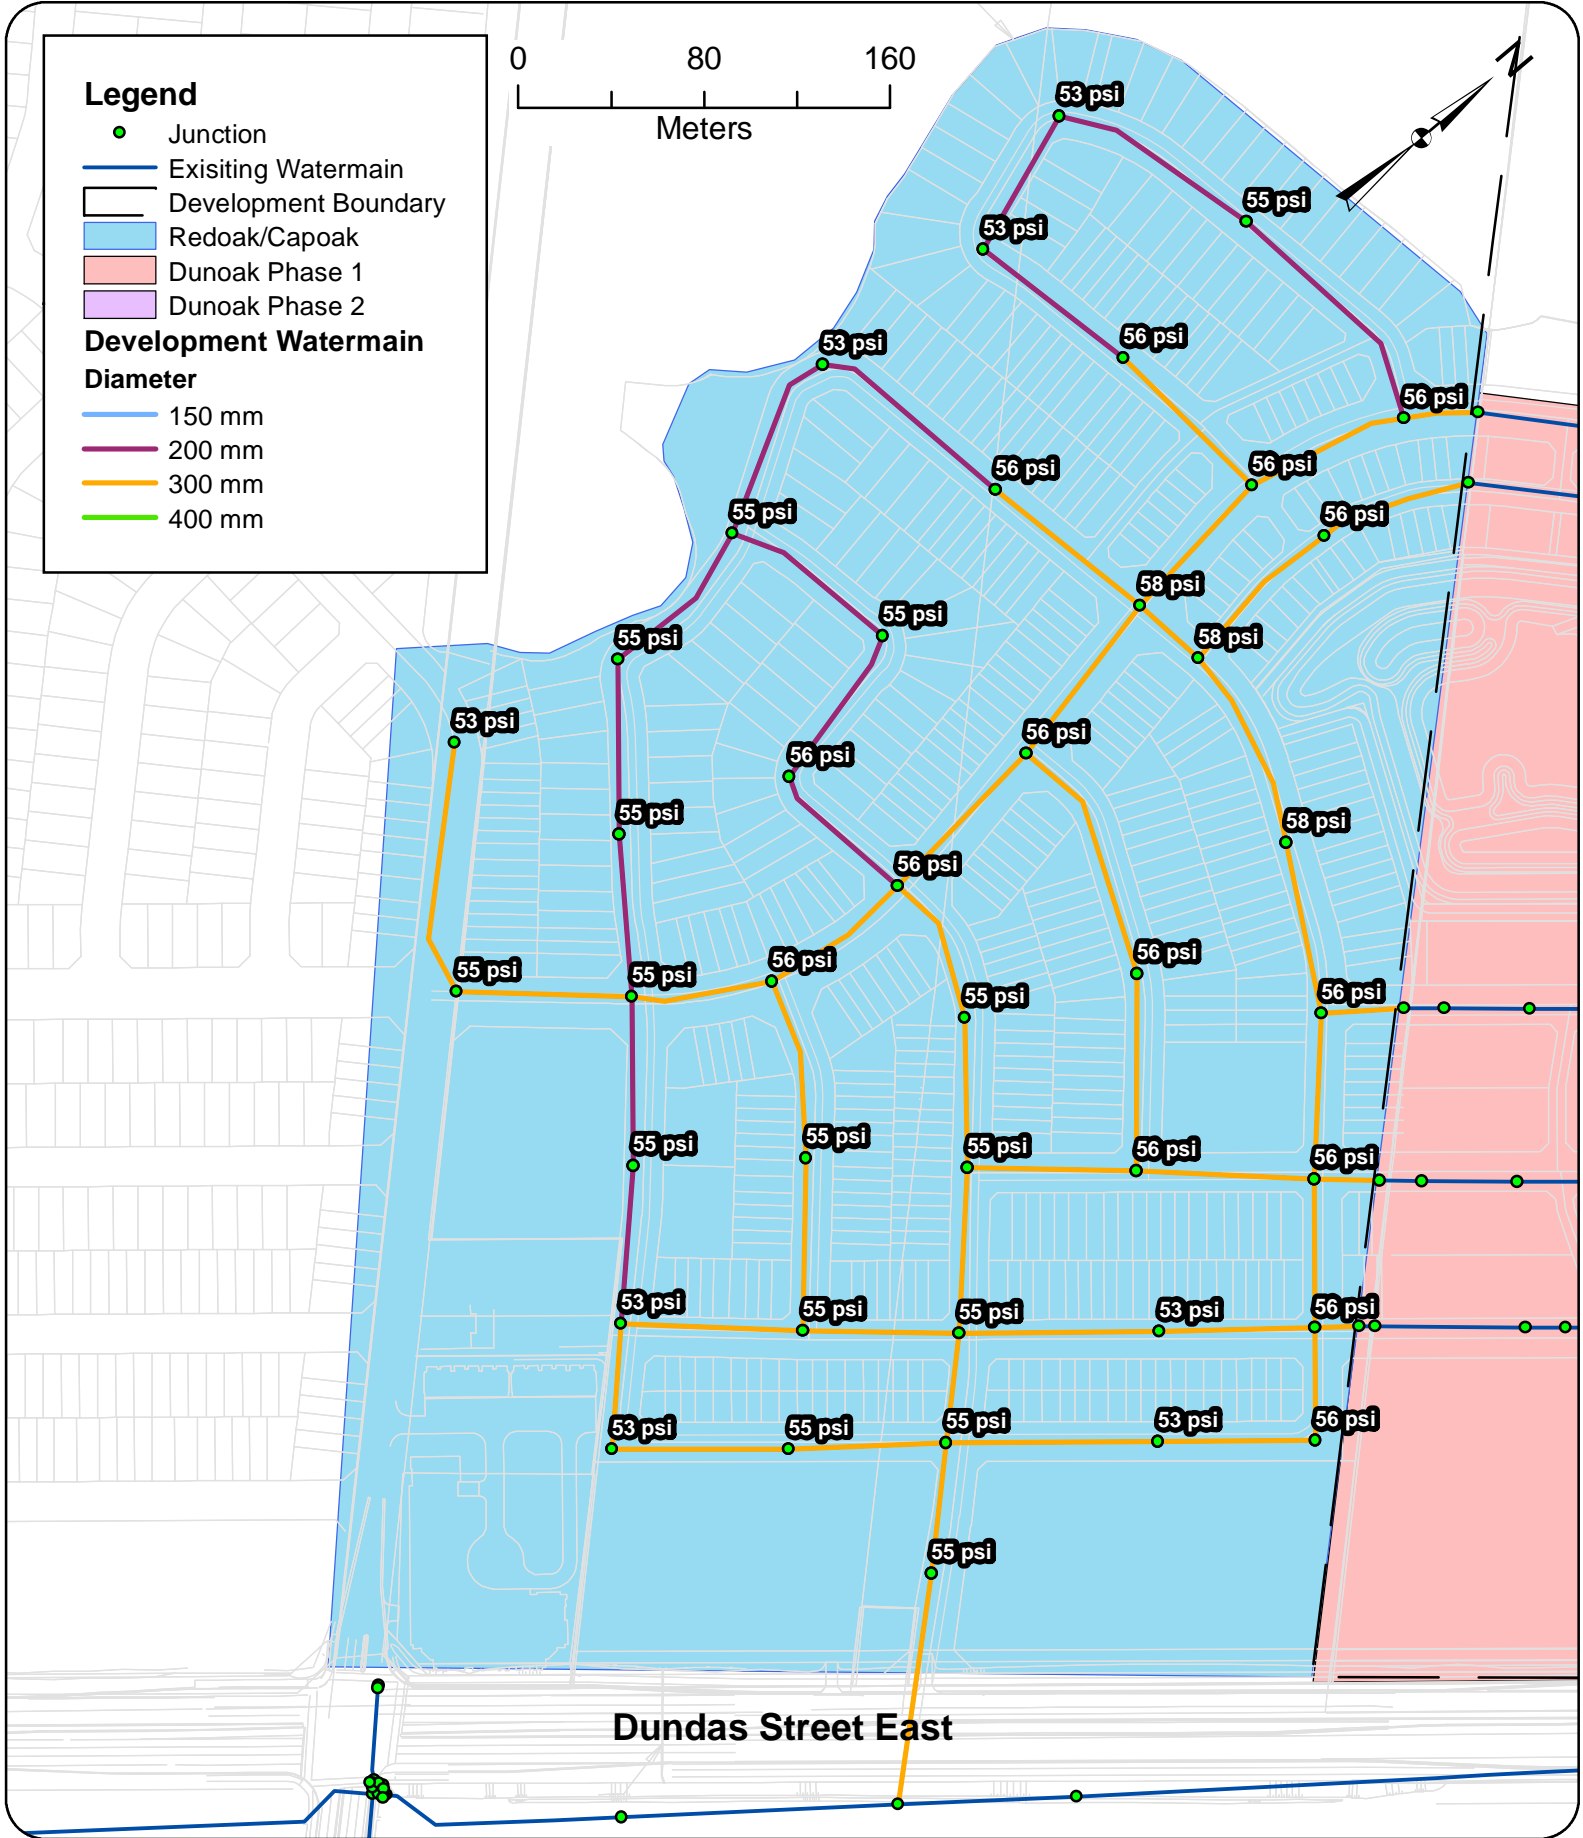 0 80 160
Meters
N
Legend
Junction
Exisiting Watermain
Development Boundary
Redoak/Capoak
Dunoak Phase 1
Dunoak Phase 2
Development Watermain
Diameter
150 mm
200 mm
300 mm
400 mm
53 psi
55 psi
53 psi
56 psi
53 psi
56 psi
56 psi
56 psi
55 psi
56 psi
58 psi
55 psi
58 psi
55 psi
53 psi
56 psi
56 psi
55 psi
58 psi
56 psi
56 psi
56 psi
55 psi
55 psi
56 psi
55 psi
55 psi
55 psi
55 psi
56 psi
56 psi
53 psi
55 psi
55 psi
53 psi
56 psi
53 psi
55 psi
55 psi
53 psi
56 psi
55 psi
Dundas Street East